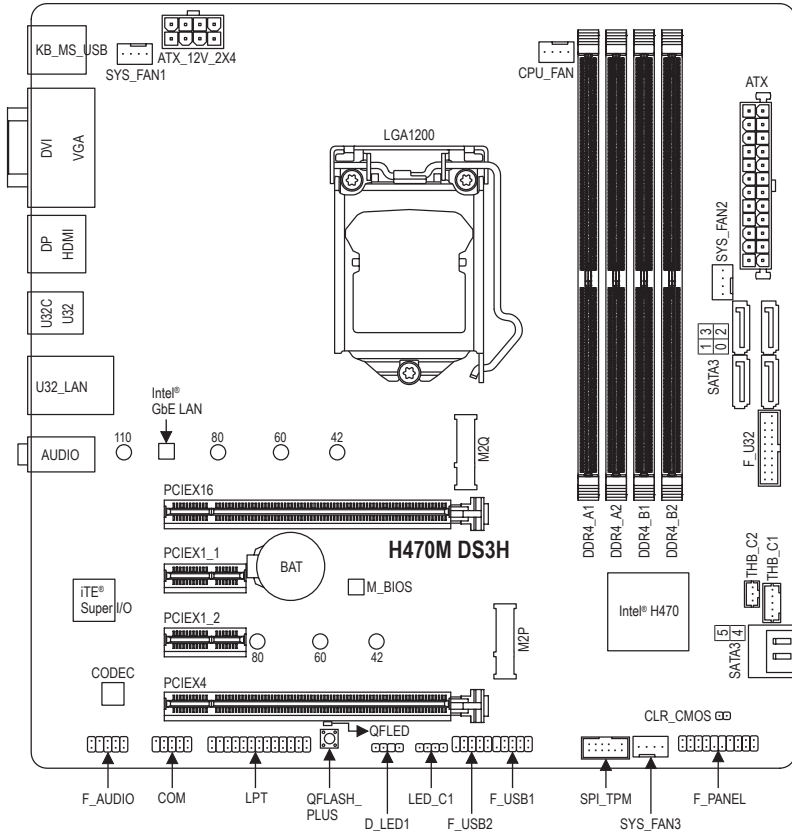 KB_MS_USB
SYS_FAN1
ATX_12V_2X4
CPU_FAN
ATX
LGA1200
DVI
VGA
SYS_FAN2
DP
HDMI
U32C
U32
1 3
0 2
SATA3
U32_LAN
Intel®
GbE LAN
F_U32
AUDIO
110
80
60
42
M2Q
PCIEX16
DDR4_A1
DDR4_A2
DDR4_B1
DDR4_B2
H470M DS3H
PCIEX1_1
BAT
M_BIOS
THB_C2
THB_C1
iTE®
Super I/O
Intel® H470
PCIEX1_2
80
60
42
M2P
5
4
SATA3
CODEC
PCIEX4
CLR_CMOS
QFLED
F_AUDIO
COM
LPT
QFLASH_
PLUS
D_LED1
LED_C1
F_USB2
F_USB1
SPI_TPM
SYS_FAN3
F_PANEL